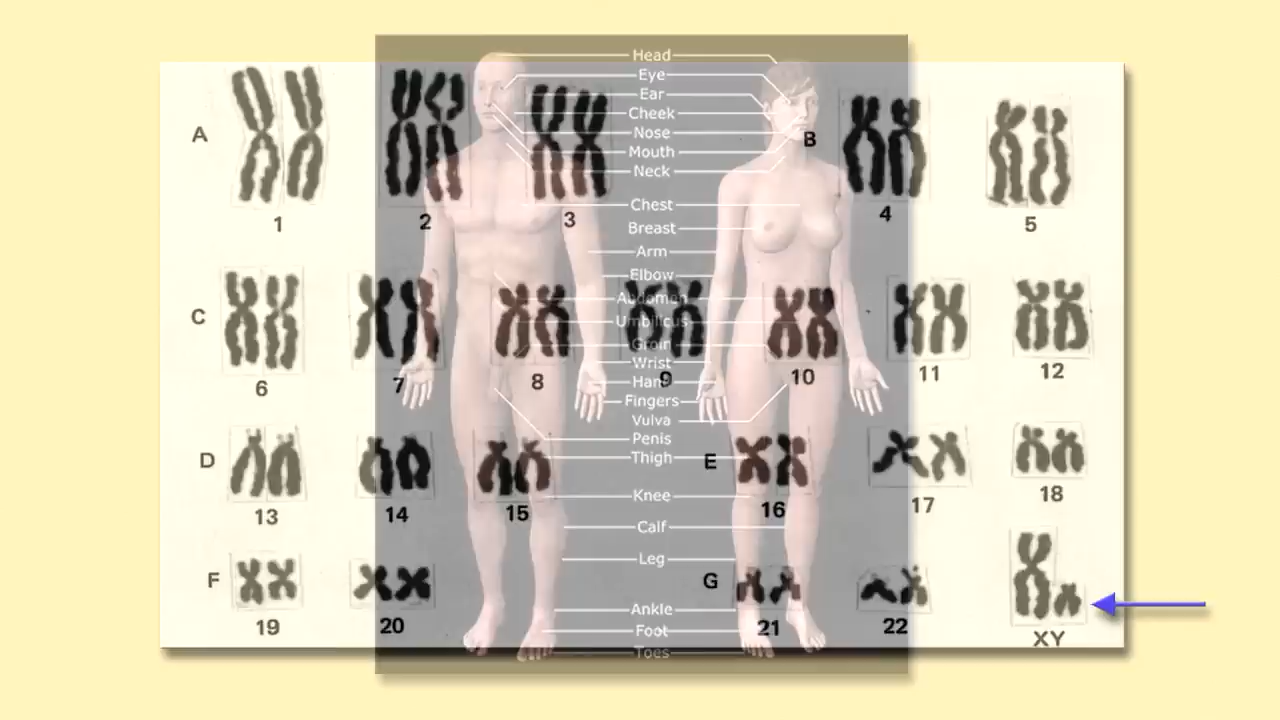 Head
Eye
Ear
Cheek
Nose
Mouth
Neck
Chest
Breast
Arm
Elbow
Abdomen
Umbilicus
Groin
Wrist
Hand
Fingers
Vulva
Penis
Thigh
Knee
Calf
Leg
Ankle
Foot
Toes
A B
1 2 3 4 5
C
6 7 8 9 10 11 12
D E
13 14 15 16 17 18
F G
19 20 21 22 XY